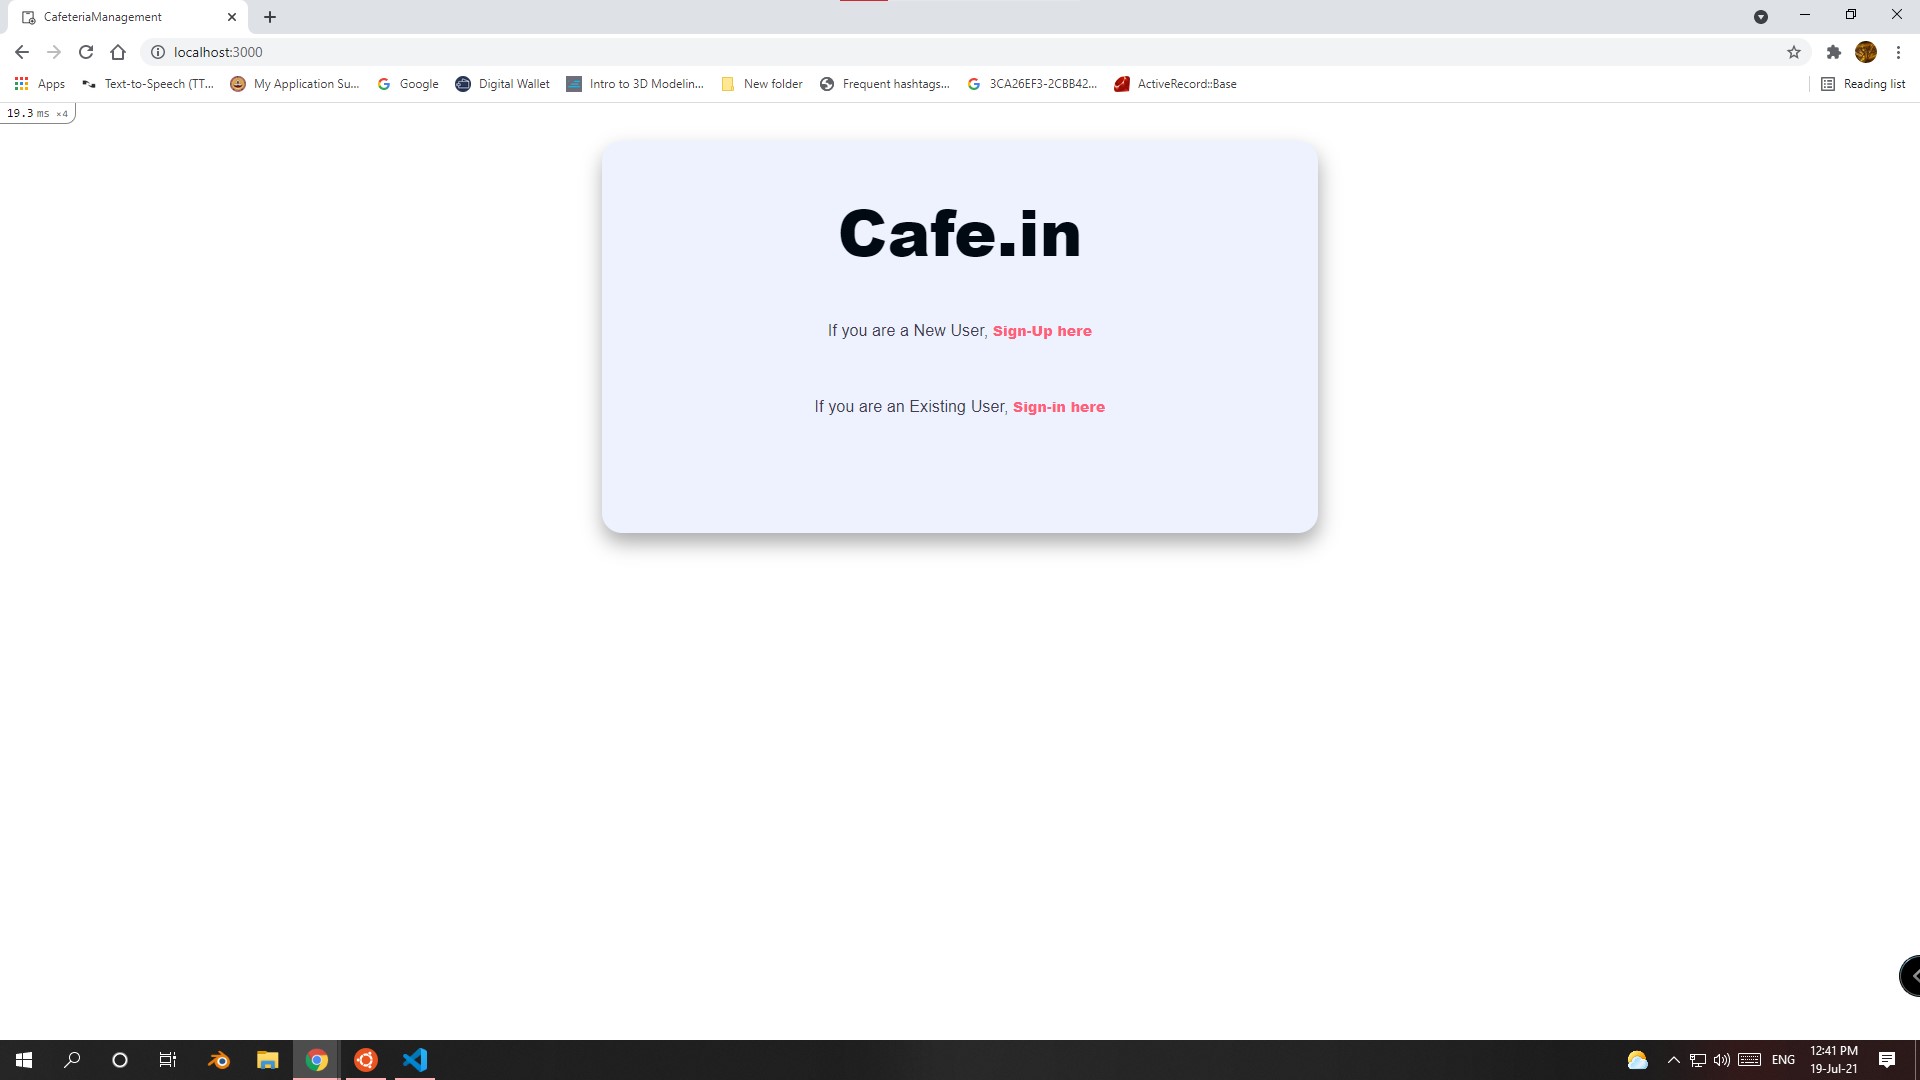 CafeteriaManagement
localhost:3000
Apps
Text-to-Speech (TT...
My Application Su...
Google
Digital Wallet
Intro to 3D Modelin...
New folder
Frequent hashtags...
3CA26EF3-2CBB42...
ActiveRecord::Base
Reading list
19.3 ms ×4
Cafe.in
If you are a New User, Sign-Up here
If you are an Existing User, Sign-in here
ENG
12:41 PM
19-Jul-21